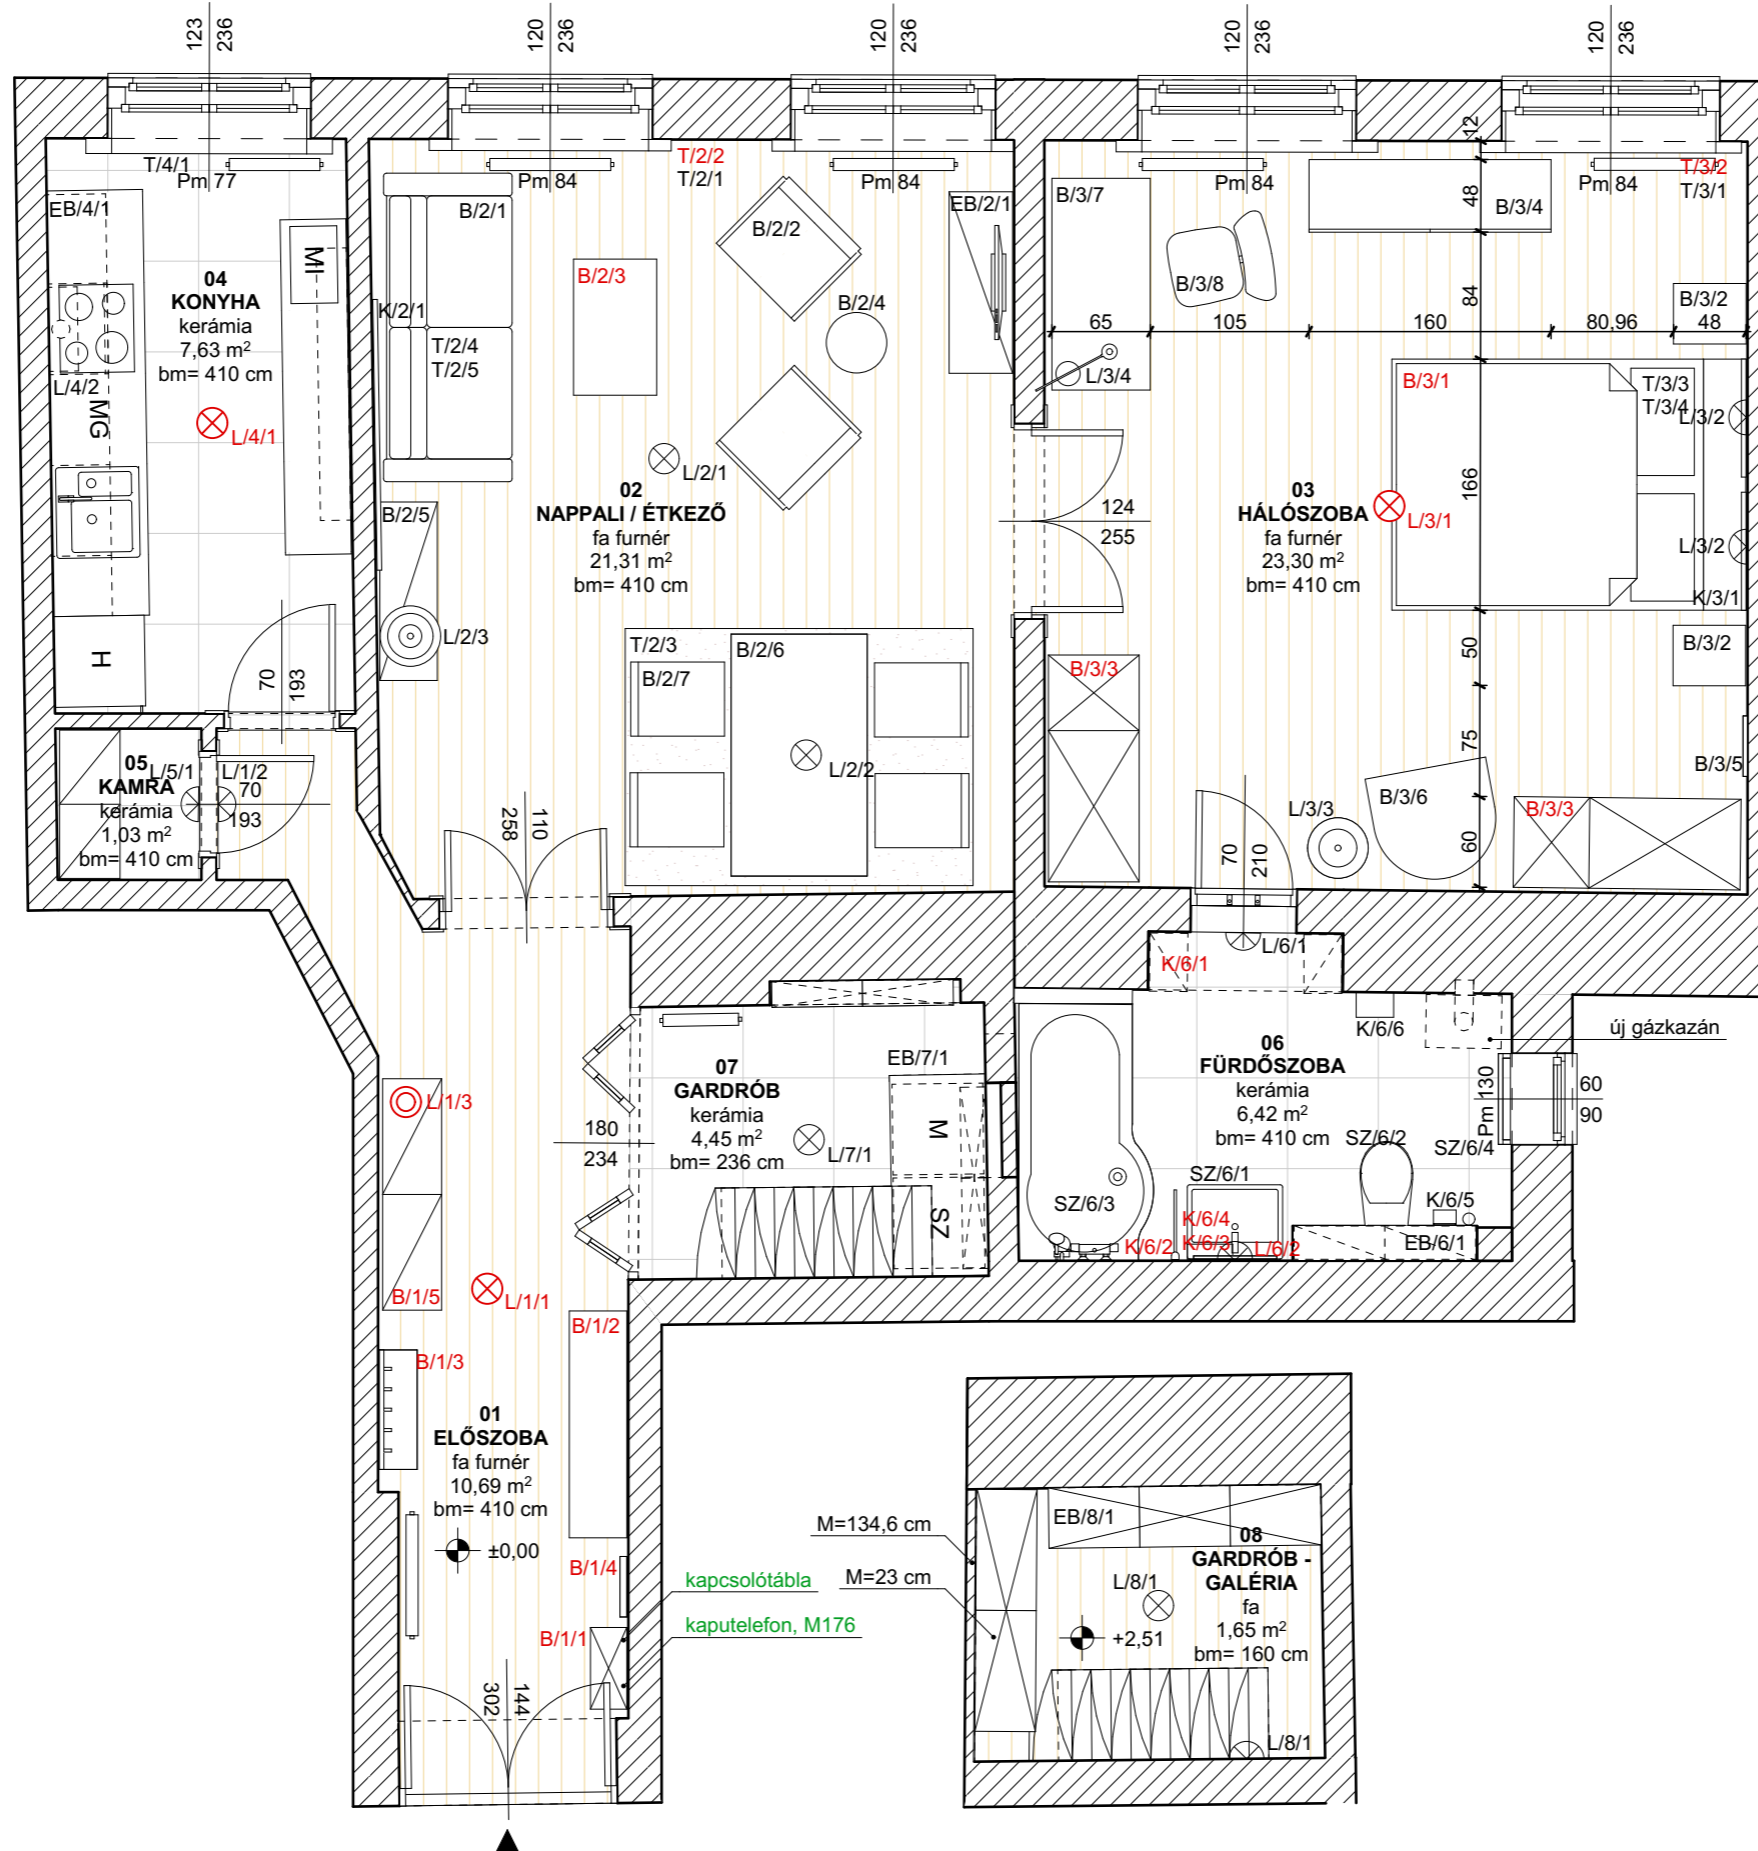 123
236
120
236
120
236
120
236
120
236
T/4/1
Pm 77
Pm 84
T/2/2
T/2/1
Pm 84
Pm 84
Pm 84
T/3/2
T/3/1
12
48
84
166
50
75
60
EB/4/1
MI
04
KONYHA
kerámia
7,63 m²
bm= 410 cm
L/4/2
MG
L/4/1
H
70
193
B/2/1
B/2/2
EB/2/1
B/2/3
B/2/4
K/2/1
T/2/4
T/2/5
L/2/1
02
NAPPALI / ÉTKEZŐ
fa furnér
21,31 m²
bm= 410 cm
B/2/5
L/2/3
T/2/3
B/2/6
B/2/7
L/2/2
258
110
124
255
B/3/7
B/3/8
B/3/4
B/3/2
65
105
160
80,96
48
L/3/4
B/3/1
T/3/3
T/3/4
L/3/2
03
HÁLÓSZOBA
fa furnér
23,30 m²
bm= 410 cm
L/3/1
L/3/2
K/3/1
B/3/2
B/3/3
B/3/5
L/3/3
B/3/6
B/3/3
70
210
05
KAMRA
kerámia
1,03 m²
bm= 410 cm
L/5/1
L/1/2
70
193
L/6/1
K/6/1
K/6/6
új gázkazán
06
FÜRDŐSZOBA
kerámia
6,42 m²
bm= 410 cm
Pm 130
60
90
SZ/6/2
SZ/6/4
SZ/6/1
SZ/6/3
K/6/5
K/6/4
K/6/2
K/6/3
L/6/2
EB/6/1
07
GARDRÓB
kerámia
4,45 m²
bm= 236 cm
EB/7/1
M
L/7/1
SZ
180
234
L/1/3
B/1/5
L/1/1
B/1/2
B/1/3
01
ELŐSZOBA
fa furnér
10,69 m²
bm= 410 cm
±0,00
B/1/4
kapcsolótábla
B/1/1
kaputelefon, M176
302
144
M=134,6 cm
M=23 cm
EB/8/1
08
GARDRÓB -
GALÉRIA
fa
1,65 m²
bm= 160 cm
L/8/1
+2,51
L/8/1